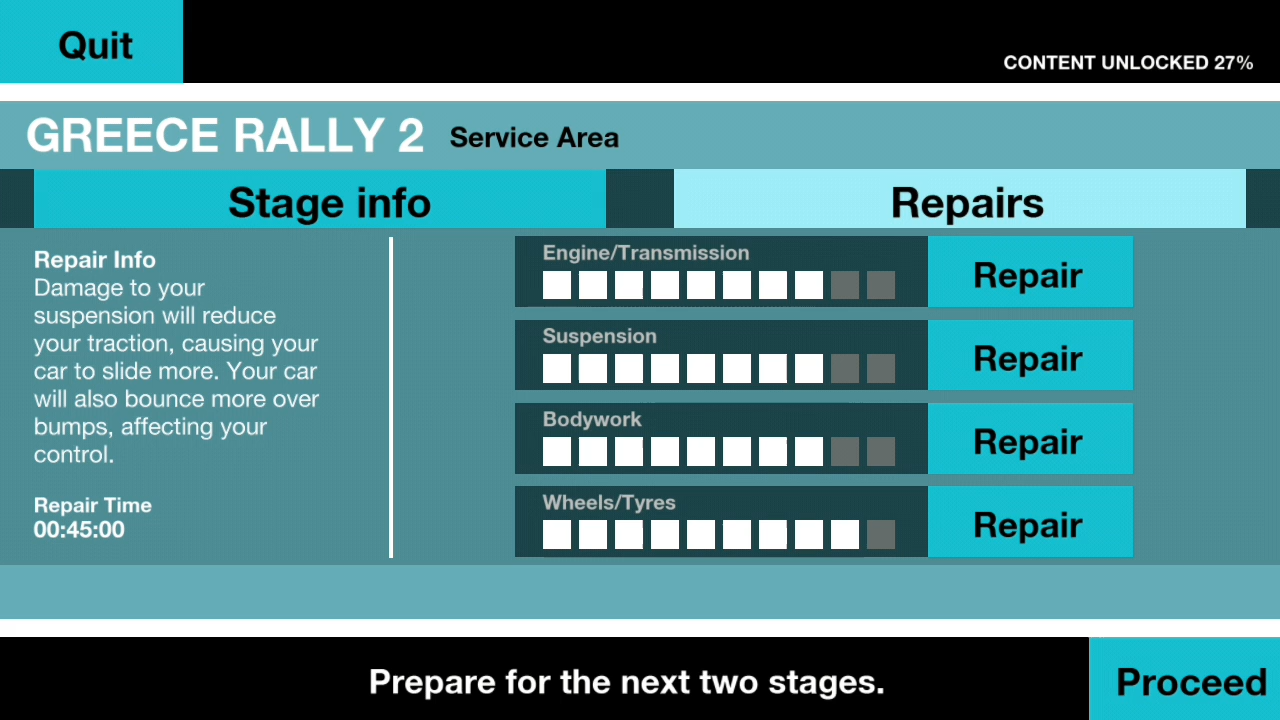 Quit
CONTENT UNLOCKED 27%
GREECE RALLY 2 Service Area
Stage info
Repairs
Repair Info
Damage to your
suspension will reduce
your traction, causing your
car to slide more. Your car
will also bounce more over
bumps, affecting your
control.
Repair Time
00:45:00
Engine/Transmission
Repair
Suspension
Repair
Bodywork
Repair
Wheels/Tyres
Repair
Prepare for the next two stages.
Proceed